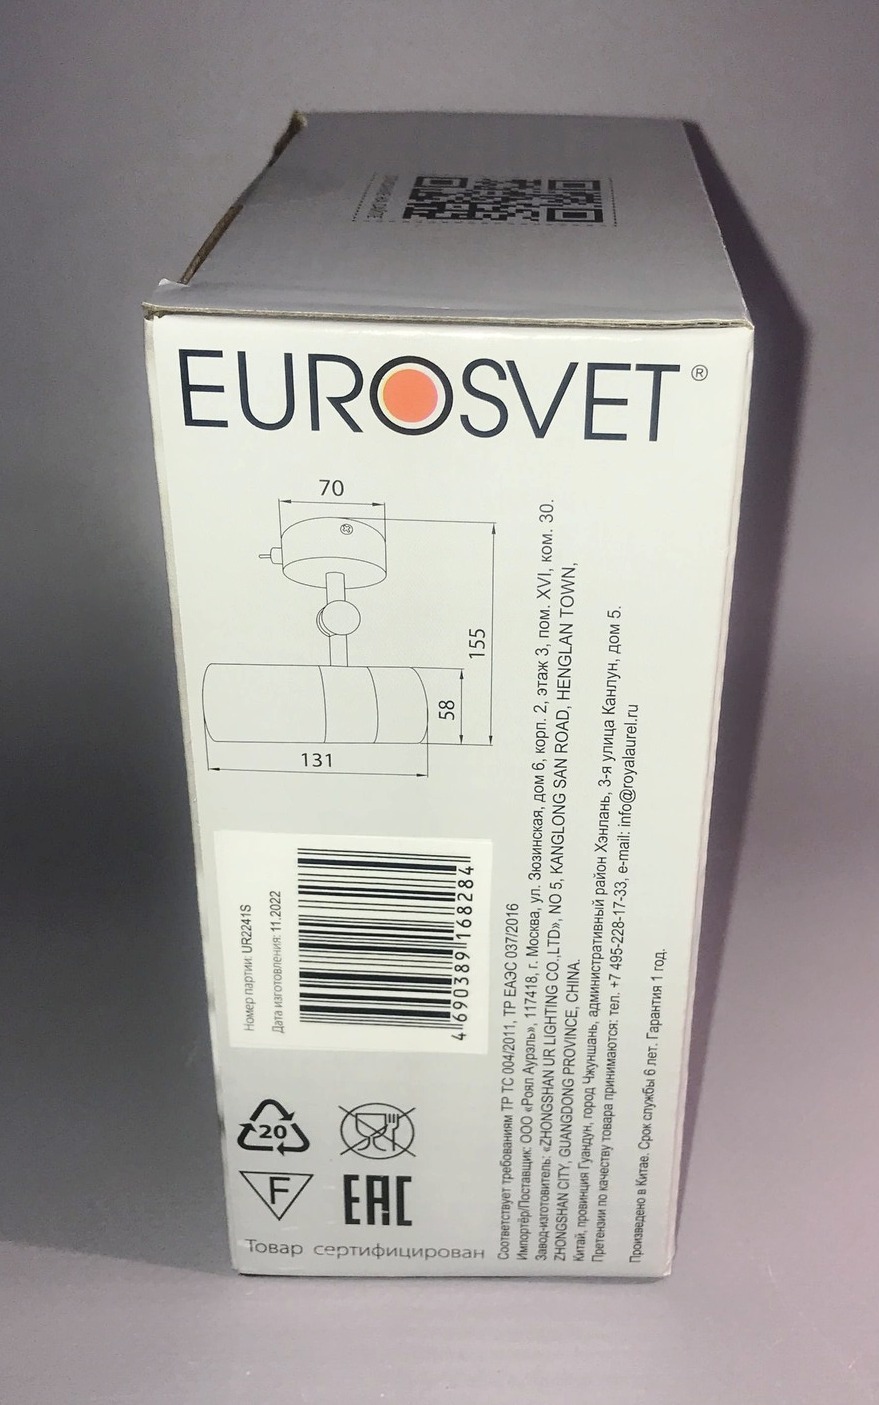 EUROSVET®
70
155
58
131
Номер партии: UR2241S
Дата изготовления: 11.2022
4 690389 168284
20
F
EAC
Товар сертифицирован
Соответствует требованиям ТР ТС 004/2011, ТР ЕАЭС 037/2016
Импортёр/Поставщик: ООО «Роял Аурэль», 117418, г. Москва, ул. Зюзинская, дом 6, корп. 2, этаж 3, пом. XVI, ком. 30.
Завод-изготовитель: «ZHONGSHAN UR LIGHTING CO.,LTD», NO 5, KANGLONG SAN ROAD, HENGLAN TOWN,
ZHONGSHAN CITY, GUANGDONG PROVINCE, CHINA.
Китай, провинция Гуандун, город Чжуншань, административный район Хэнлань, 3-я улица Канлун, дом 5.
Претензии по качеству товара принимаются: тел. +7 495-228-17-33, e-mail: info@royalaurel.ru
Произведено в Китае. Срок службы 6 лет. Гарантия 1 год.